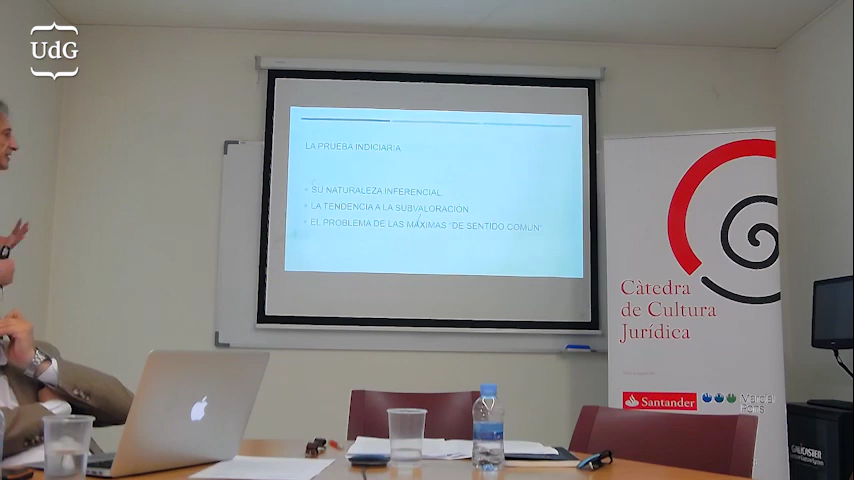 UdG
LA PRUEBA INDICIARIA
SU NATURALEZA INFERENCIAL
LA TENDENCIA A LA SUBVALORACIÓN
EL PROBLEMA DE LAS MÁXIMAS "DE SENTIDO COMÚN"
Càtedra
de Cultura
Jurídica
Santander
Marcial
Pons
GALICASTER